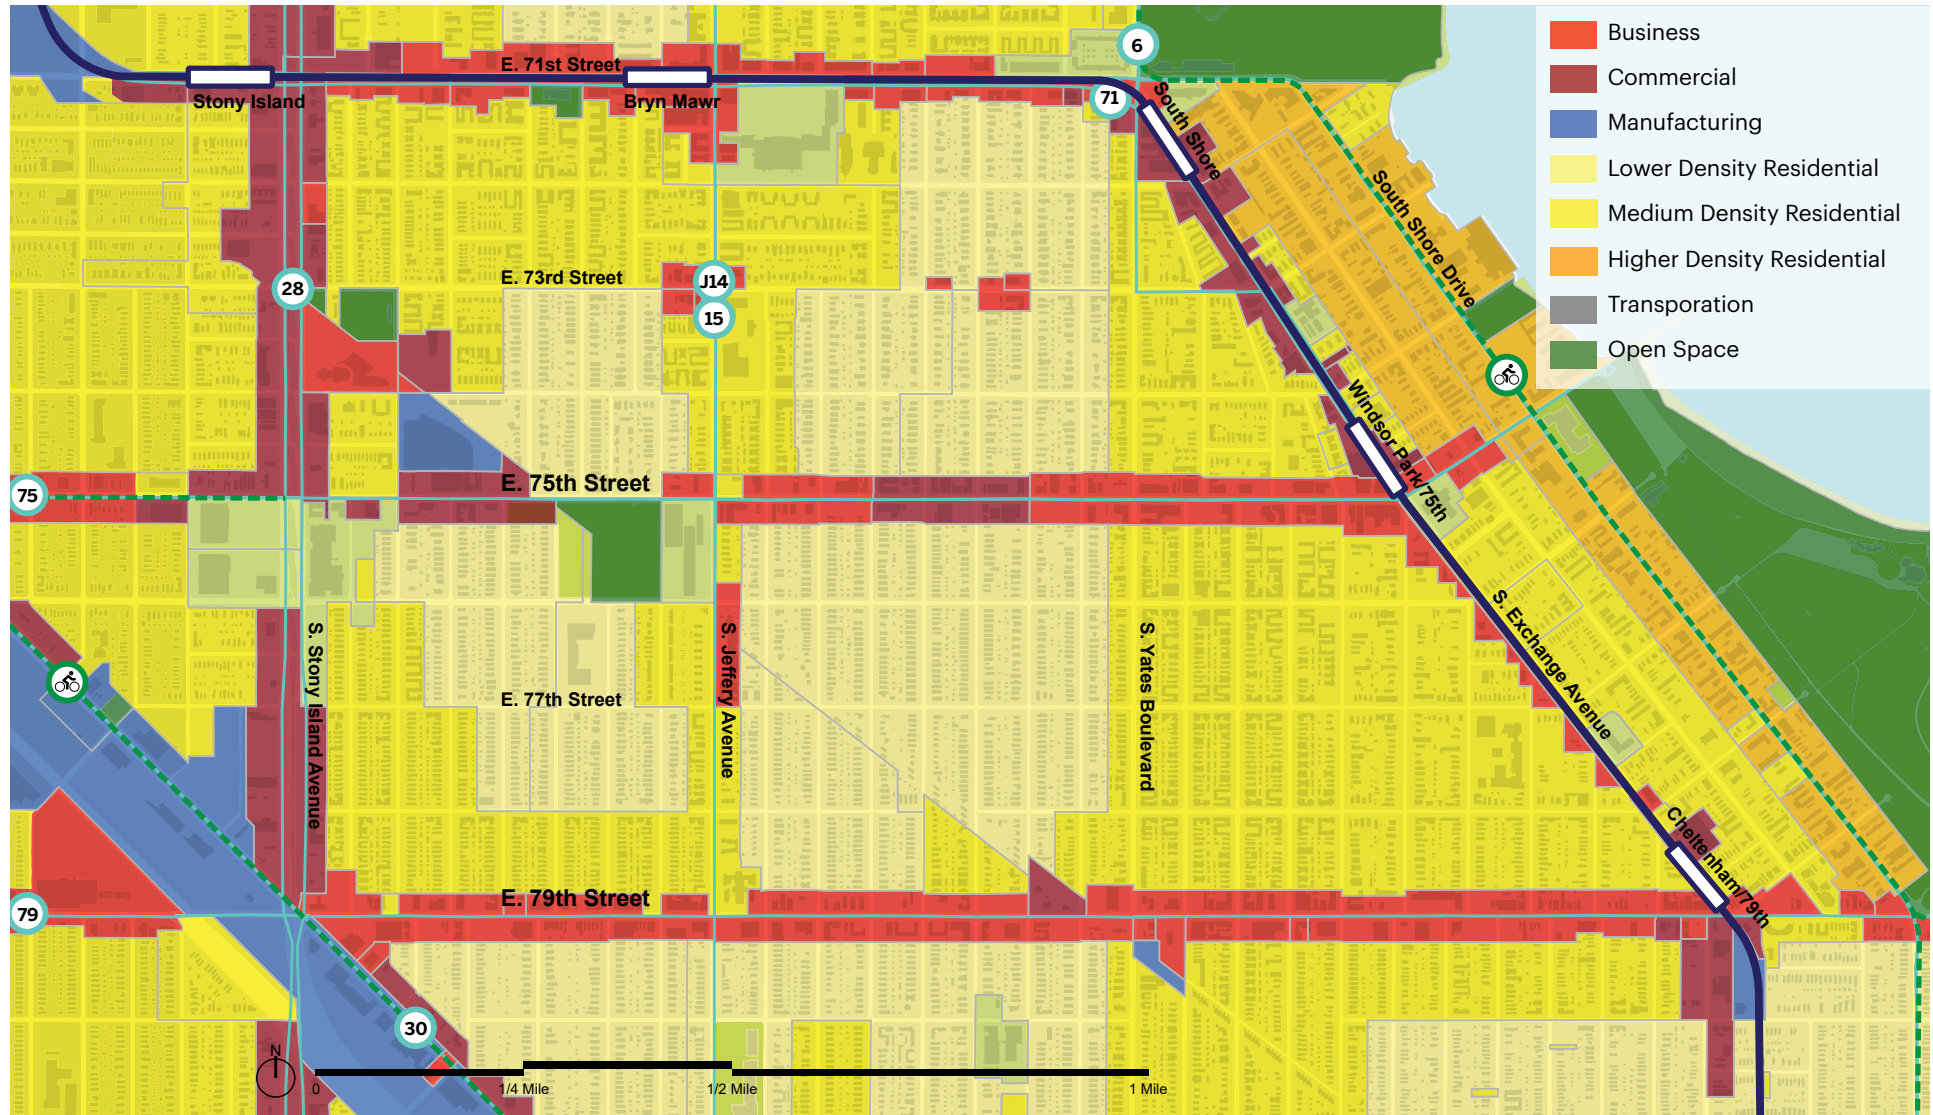 Business
Commercial
Manufacturing
Lower Density Residential
Medium Density Residential
Higher Density Residential
Transporation
Open Space
6
E. 71st Street
Stony Island
Bryn Mawr
71
South Shore
South Shore Drive
E. 73rd Street
J14
28
15
Windsor Park/75th
75
E. 75th Street
S. Exchange Avenue
S. Stony Island Avenue
S. Jeffery Avenue
S. Yates Boulevard
E. 77th Street
Cheltenham/79th
79
E. 79th Street
30
N
0
1/4 Mile
1/2 Mile
1 Mile